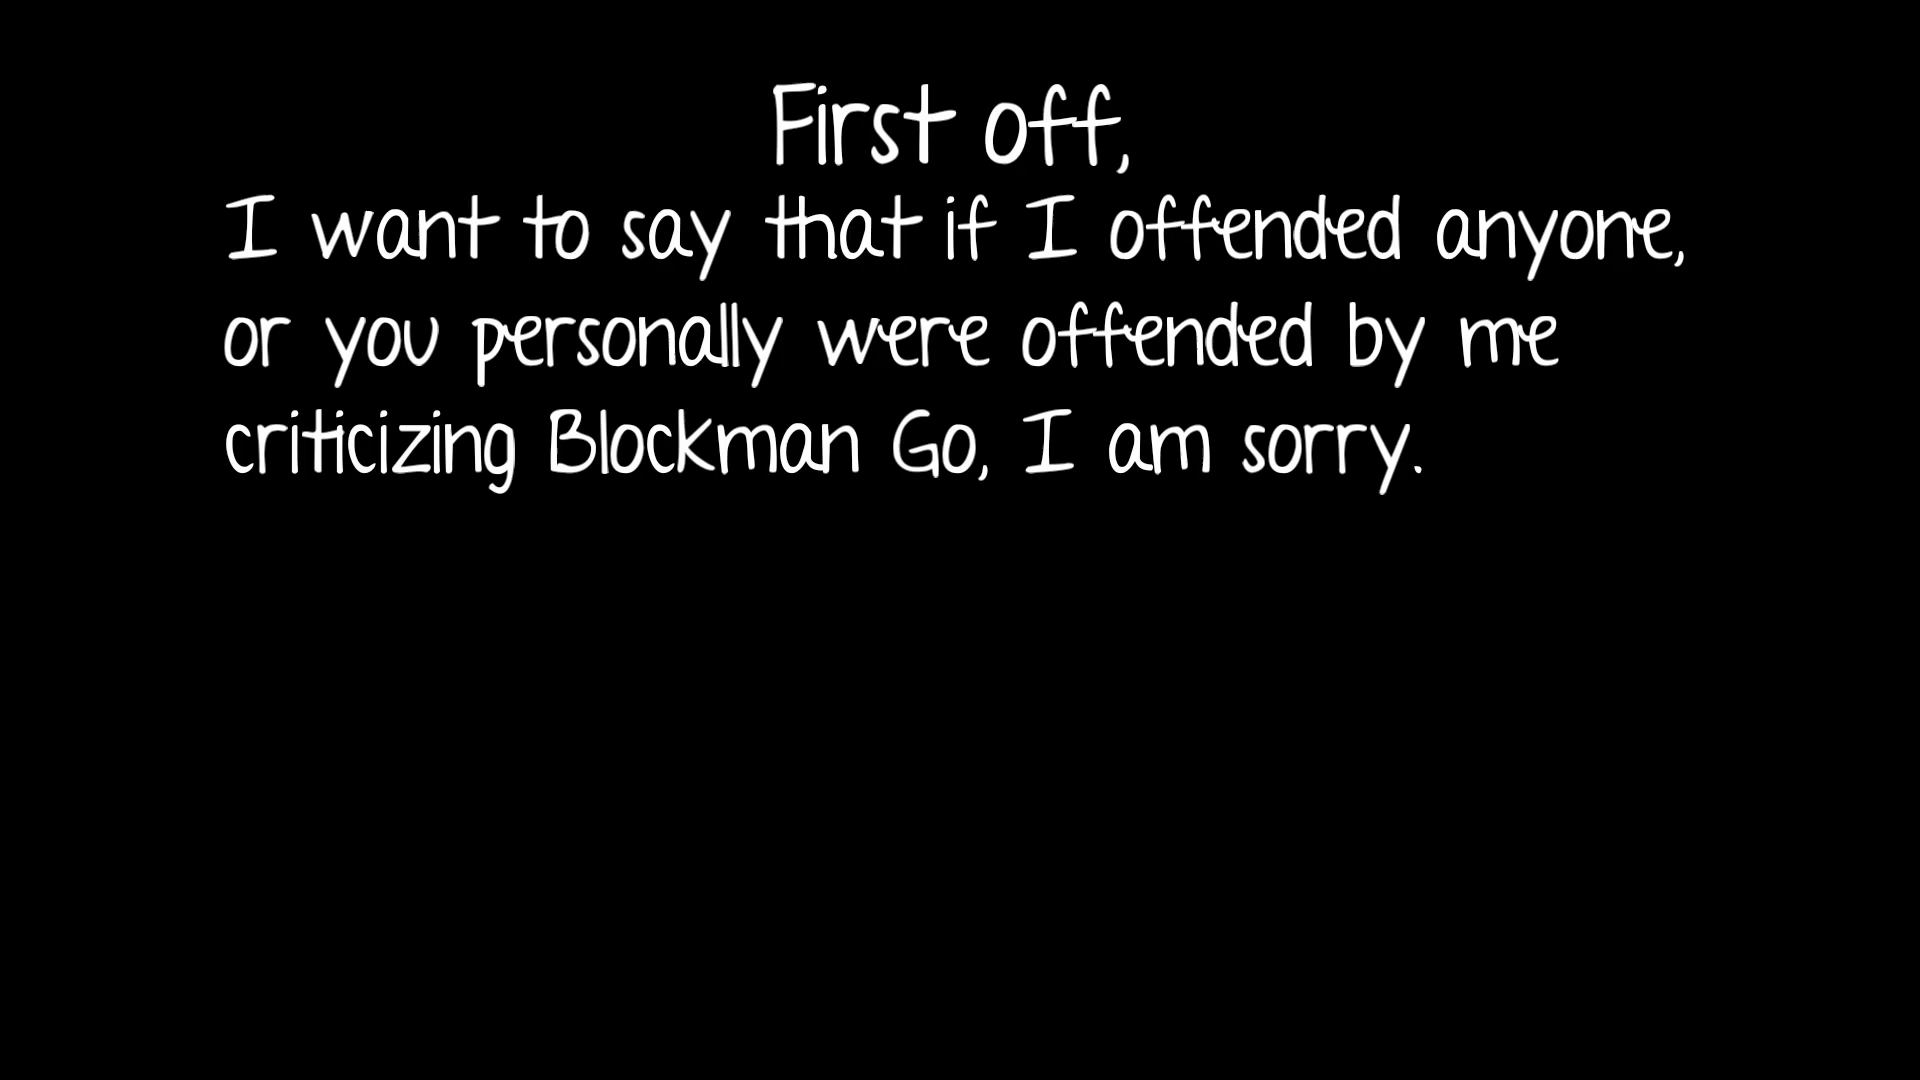 First off,
I want to say that if I offended anyone,
or you personally were offended by me
criticizing Blockman Go, I am sorry.